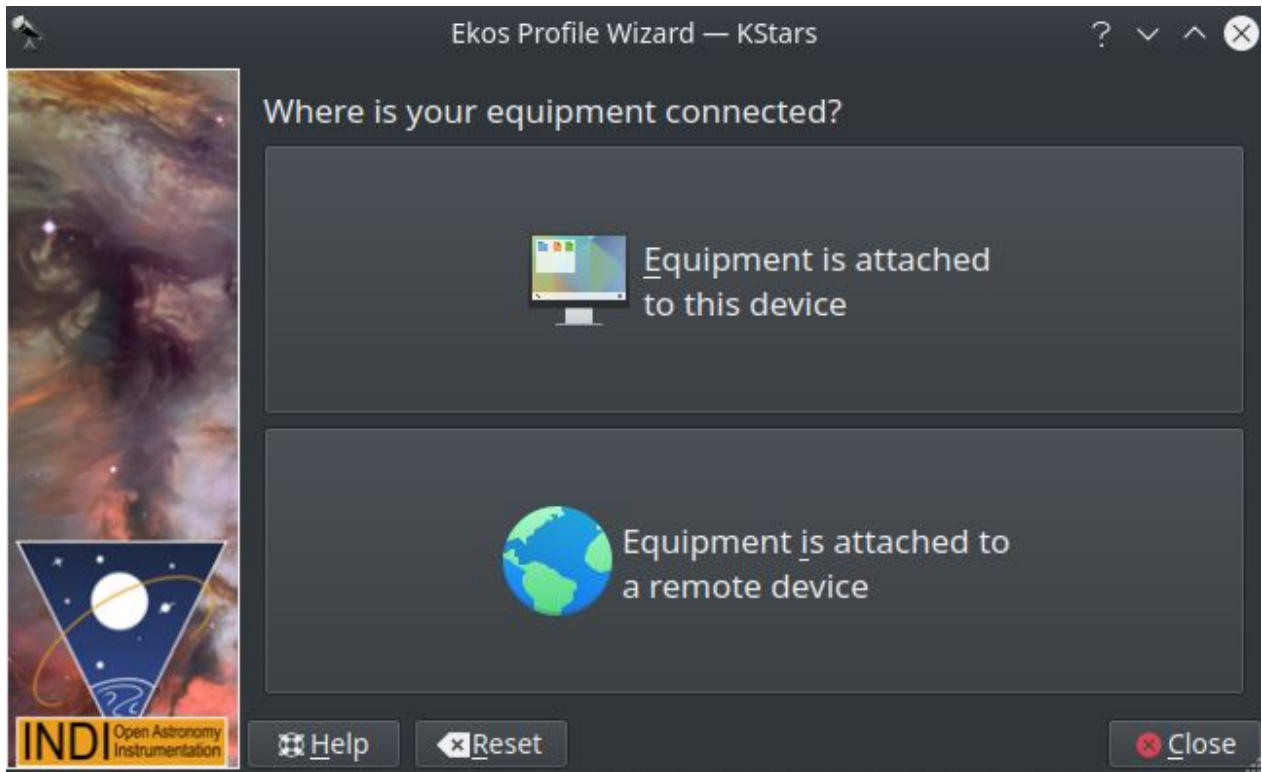 Ekos Profile Wizard — KStars
Where is your equipment connected?
Equipment is attached
to this device
Equipment is attached to
a remote device
INDI Open Astronomy
Instrumentation
Help
Reset
Close